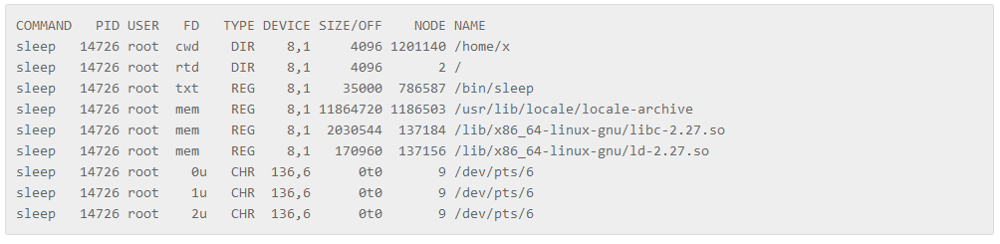 COMMAND   PID USER   FD   TYPE DEVICE SIZE/OFF    NODE NAME
sleep   14726 root  cwd    DIR    8,1     4096 1201140 /home/x
sleep   14726 root  rtd    DIR    8,1     4096       2 /
sleep   14726 root  txt    REG    8,1    35000  786587 /bin/sleep
sleep   14726 root  mem    REG    8,1 11864720 1186503 /usr/lib/locale/locale-archive
sleep   14726 root  mem    REG    8,1  2030544  137184 /lib/x86_64-linux-gnu/libc-2.27.so
sleep   14726 root  mem    REG    8,1   170960  137156 /lib/x86_64-linux-gnu/ld-2.27.so
sleep   14726 root    0u   CHR  136,6      0t0       9 /dev/pts/6
sleep   14726 root    1u   CHR  136,6      0t0       9 /dev/pts/6
sleep   14726 root    2u   CHR  136,6      0t0       9 /dev/pts/6